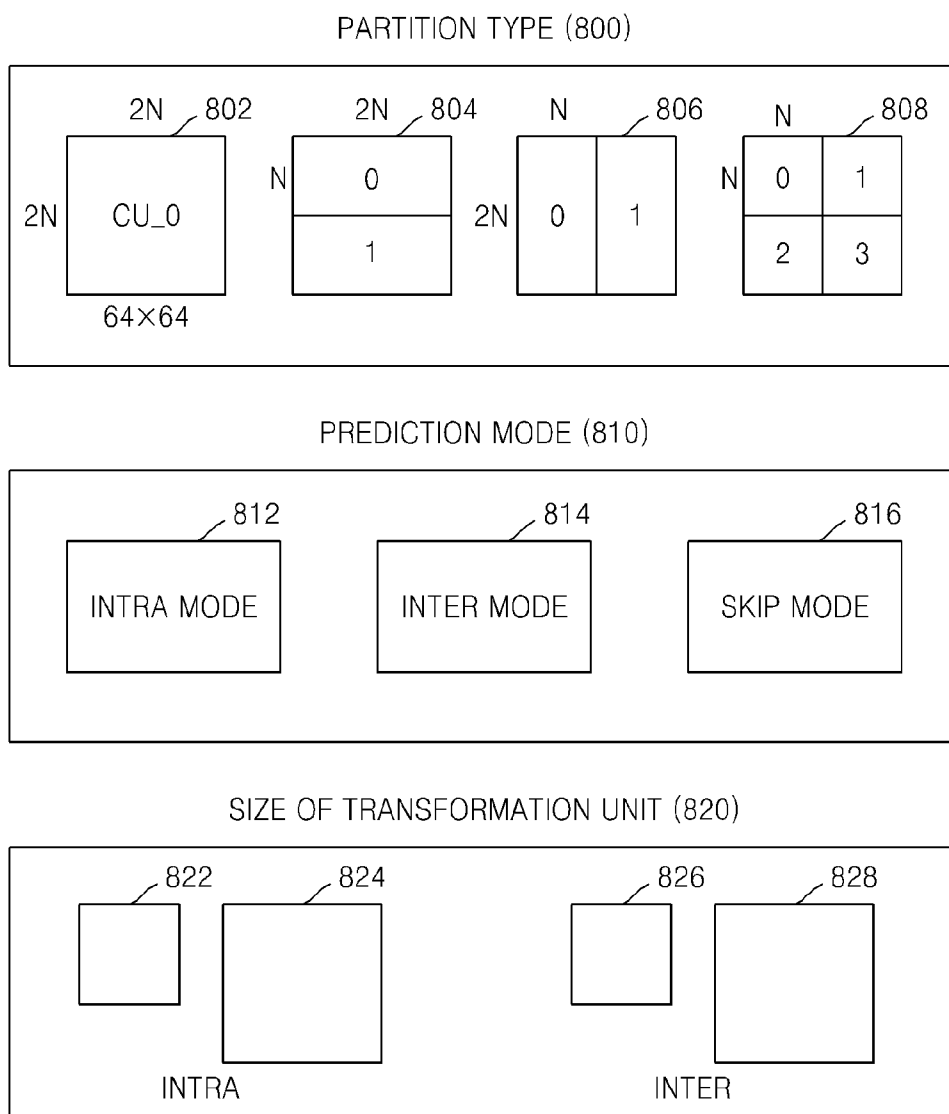 PARTITION TYPE (800)
2N 802 2N 804 N 806 N 808
2N CU_0 N 0 1 2N 0 1 N 0 1 2 3
64×64
PREDICTION MODE (810)
812 814 816
INTRA MODE INTER MODE SKIP MODE
SIZE OF TRANSFORMATION UNIT (820)
822 824 826 828
INTRA INTER